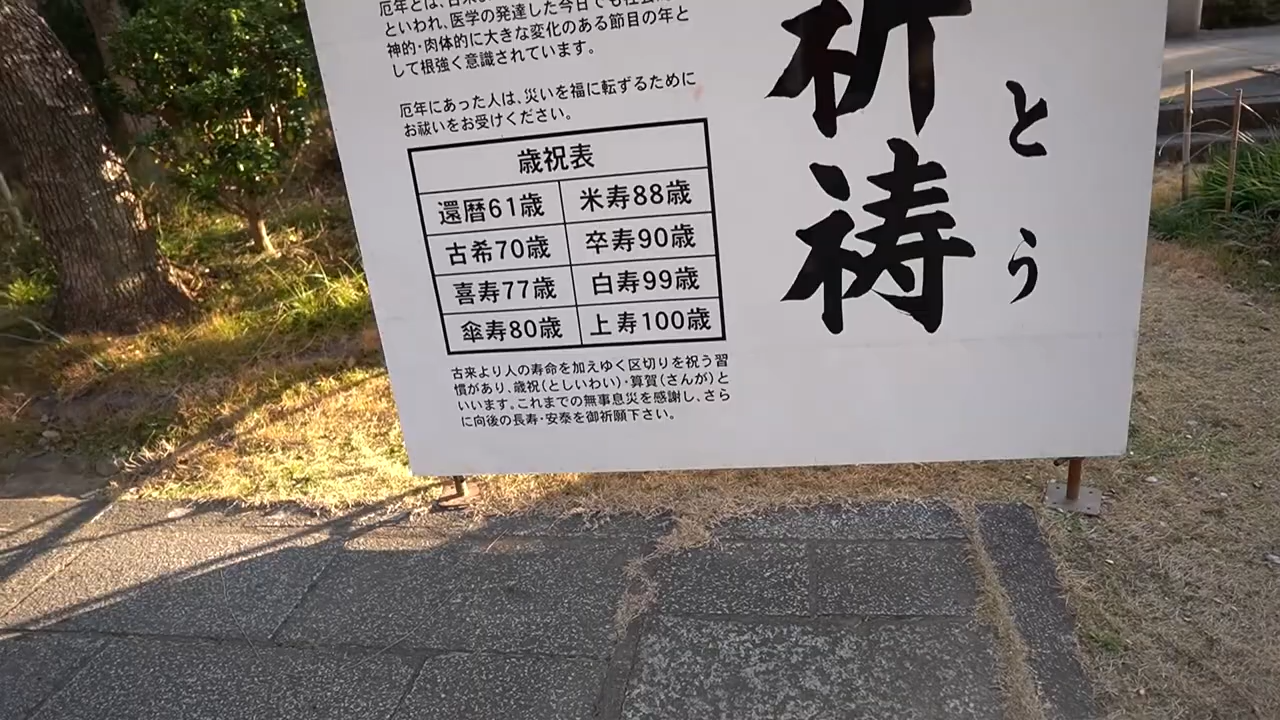 厄年とは、古来
といわれ、医学の発達した今日でも社会
神的・肉体的に大きな変化のある節目の年と
して根強く意識されています。
厄年にあった人は、災いを福に転ずるために
お祓いをお受けください。
歳祝表
還暦61歳 米寿88歳
古希70歳 卒寿90歳
喜寿77歳 白寿99歳
傘寿80歳 上寿100歳
古来より人の寿命を加えゆく区切りを祝う習
慣があり、歳祝(としいわい)・算賀(さんが)と
いいます。これまでの無事息災を感謝し、さら
に向後の長寿・安泰を御祈願下さい。
祈祷
とう